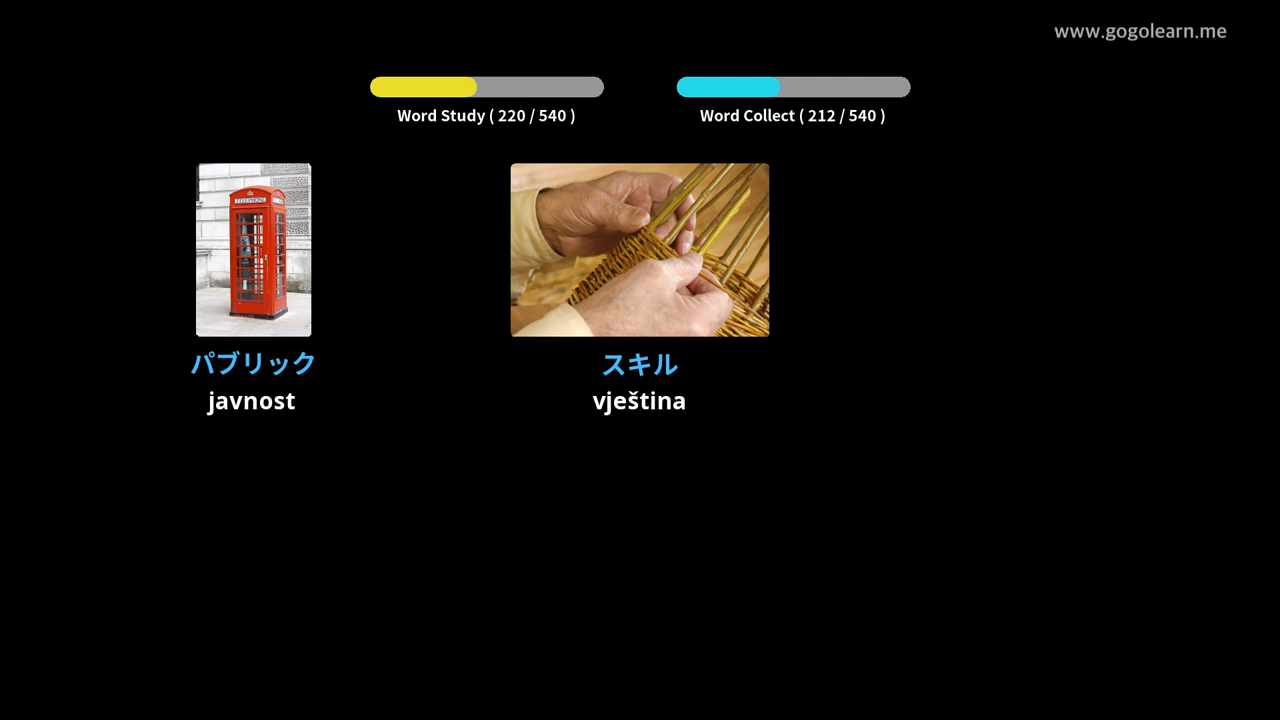 www.gogolearn.me
Word Study ( 220 / 540 )
Word Collect ( 212 / 540 )
TELEPHONE
パブリック
javnost
スキル
vještina